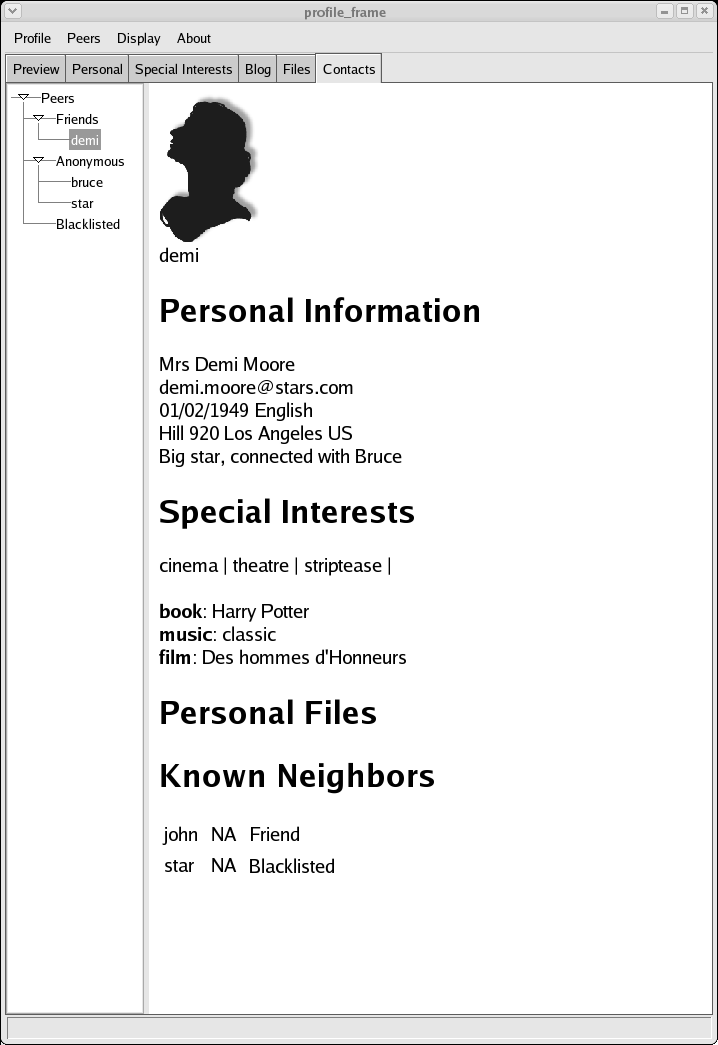 profile_frame
Profile Peers Display About
Preview Personal Special Interests Blog Files Contacts
Peers
Friends
demi
Anonymous
bruce
star
Blacklisted
demi
Personal Information
Mrs Demi Moore
demi.moore@stars.com
01/02/1949 English
Hill 920 Los Angeles US
Big star, connected with Bruce
Special Interests
cinema | theatre | striptease |
book: Harry Potter
music: classic
film: Des hommes d'Honneurs
Personal Files
Known Neighbors
john NA Friend
star NA Blacklisted